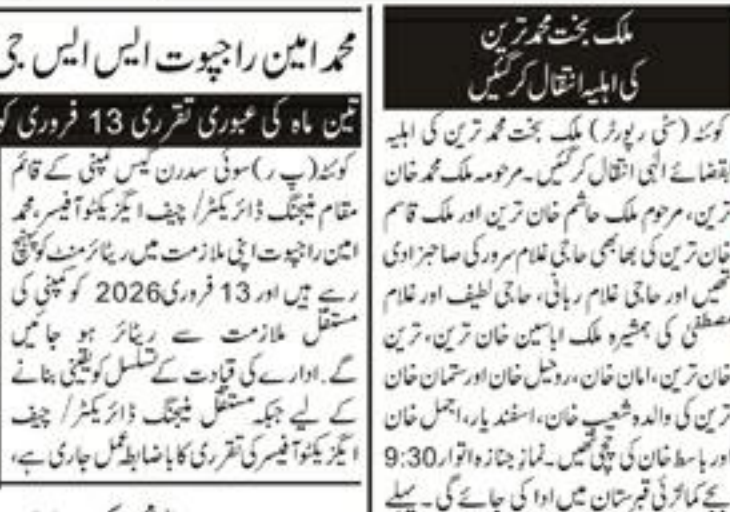 ملک بخت محمد ترین
کی اہلیہ انتقال کر گئیں
کوئٹہ (سٹی رپورٹر) ملک بخت محمد ترین کی اہلیہ
بقضائے الٰہی انتقال کر گئیں۔ مرحومہ ملک محمد خان
ترین، مرحوم ملک حاشم خان ترین اور ملک قاسم
خان ترین کی بھابھی حاجی غلام سرور کی صاحبزادی
تھیں اور حاجی غلام ربانی، حاجی لطیف اور غلام
مصطفیٰ کی ہمشیرہ ملک اباسین خان ترین، ترین
خان ترین، امان خان، روخیل خان اور ستمان خان
ترین کی والدہ شعیب خان، اسفند یار، اجمل خان
اور باسط خان کی چچی تھیں۔ نماز جنازہ اتوار 9:30
بجے کمالزئی قبرستان میں ادا کی جائے گی۔ پہلے
محمد امین راجپوت ایس ایس جی
تین ماہ کی عبوری تقرری 13 فروری کو
کوئٹہ (پ ر) سوئی سدرن گیس کمپنی کے قائم
مقام منیجنگ ڈائریکٹر/ چیف ایگزیکٹو آفیسر، محمد
امین راجپوت اپنی ملازمت میں ریٹائرمنٹ کو پہنچ
رہے ہیں اور 13 فروری 2026 کو کمپنی کی
مستقل ملازمت سے ریٹائر ہو جائیں
گے. ادارے کی قیادت کے تسلسل کو یقینی بنانے
کے لیے جبکہ مستقل منیجنگ ڈائریکٹر/ چیف
ایگزیکٹو آفیسر کی تقرری کا باضابطہ عمل جاری ہے،